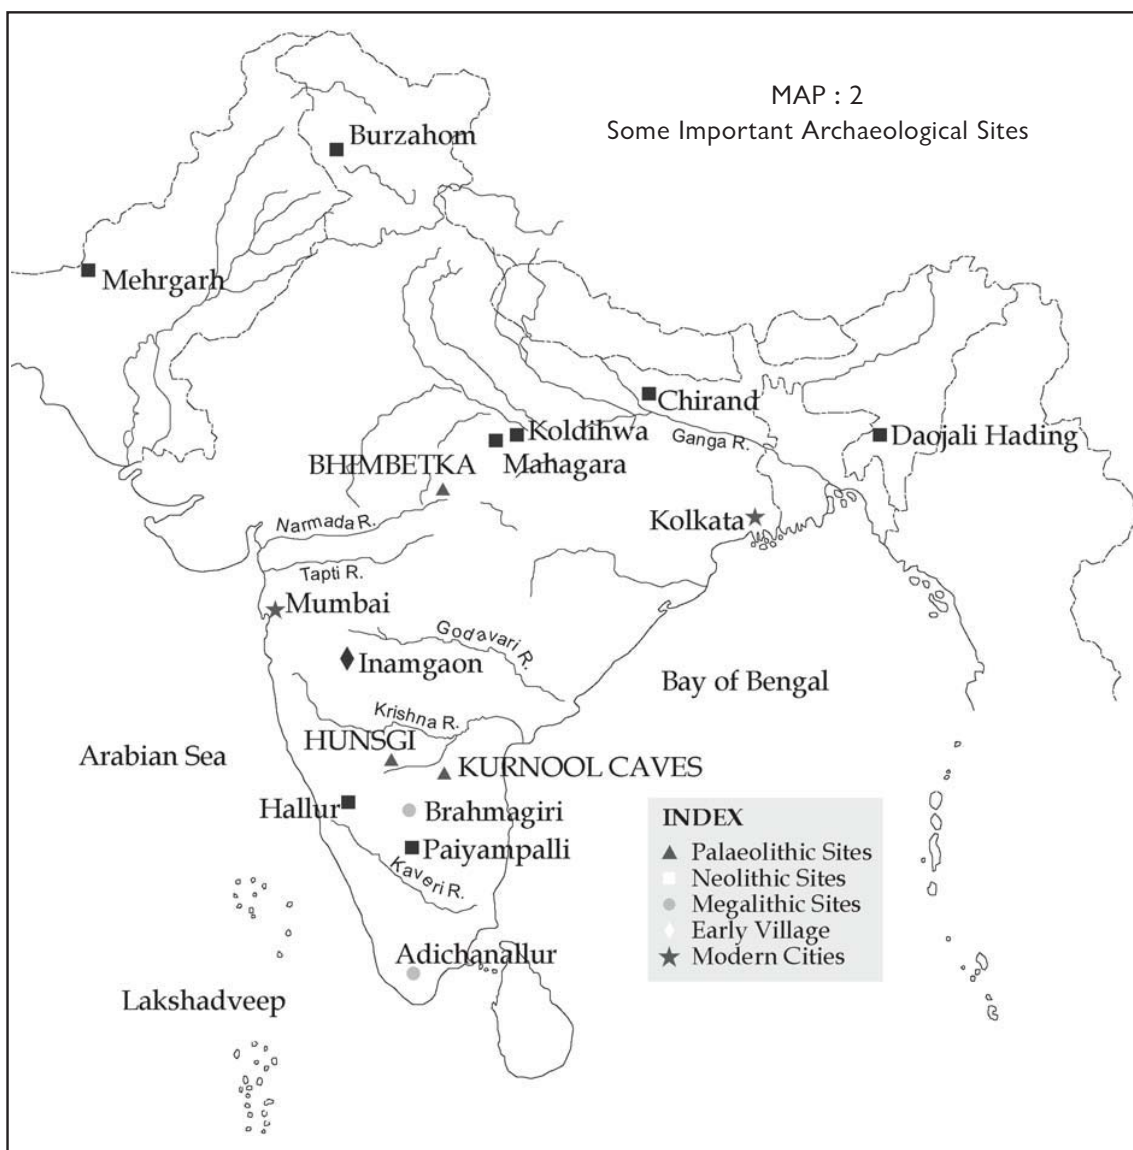 MAP : 2
Some Important Archaeological Sites
Burzahom
Mehrgarh
Chirand
Koldihwa
Ganga R.
Daojali Hading
BHIMBETKA
Mahagara
Narmada R.
Kolkata
Tapti R.
Mumbai
Godavari R.
Inamgaon
Bay of Bengal
Krishna R.
HUNSGI
Arabian Sea
KURNOOL CAVES
Hallur
Brahmagiri
Paiyampalli
Kaveri R.
INDEX
Palaeolithic Sites
Neolithic Sites
Megalithic Sites
Early Village
Modern Cities
Adichanallur
Lakshadveep